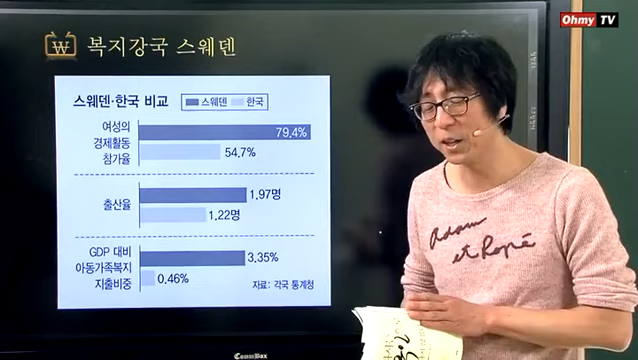 Ohmy TV
복지강국 스웨덴
스웨덴·한국 비교
스웨덴 한국
여성의
경제활동
참가율
79.4%
54.7%
출산율
1.97명
1.22명
GDP 대비
아동가족복지
지출비중
3.35%
0.46%
자료: 각국 통계청
Adam
et Ropé
CommBox